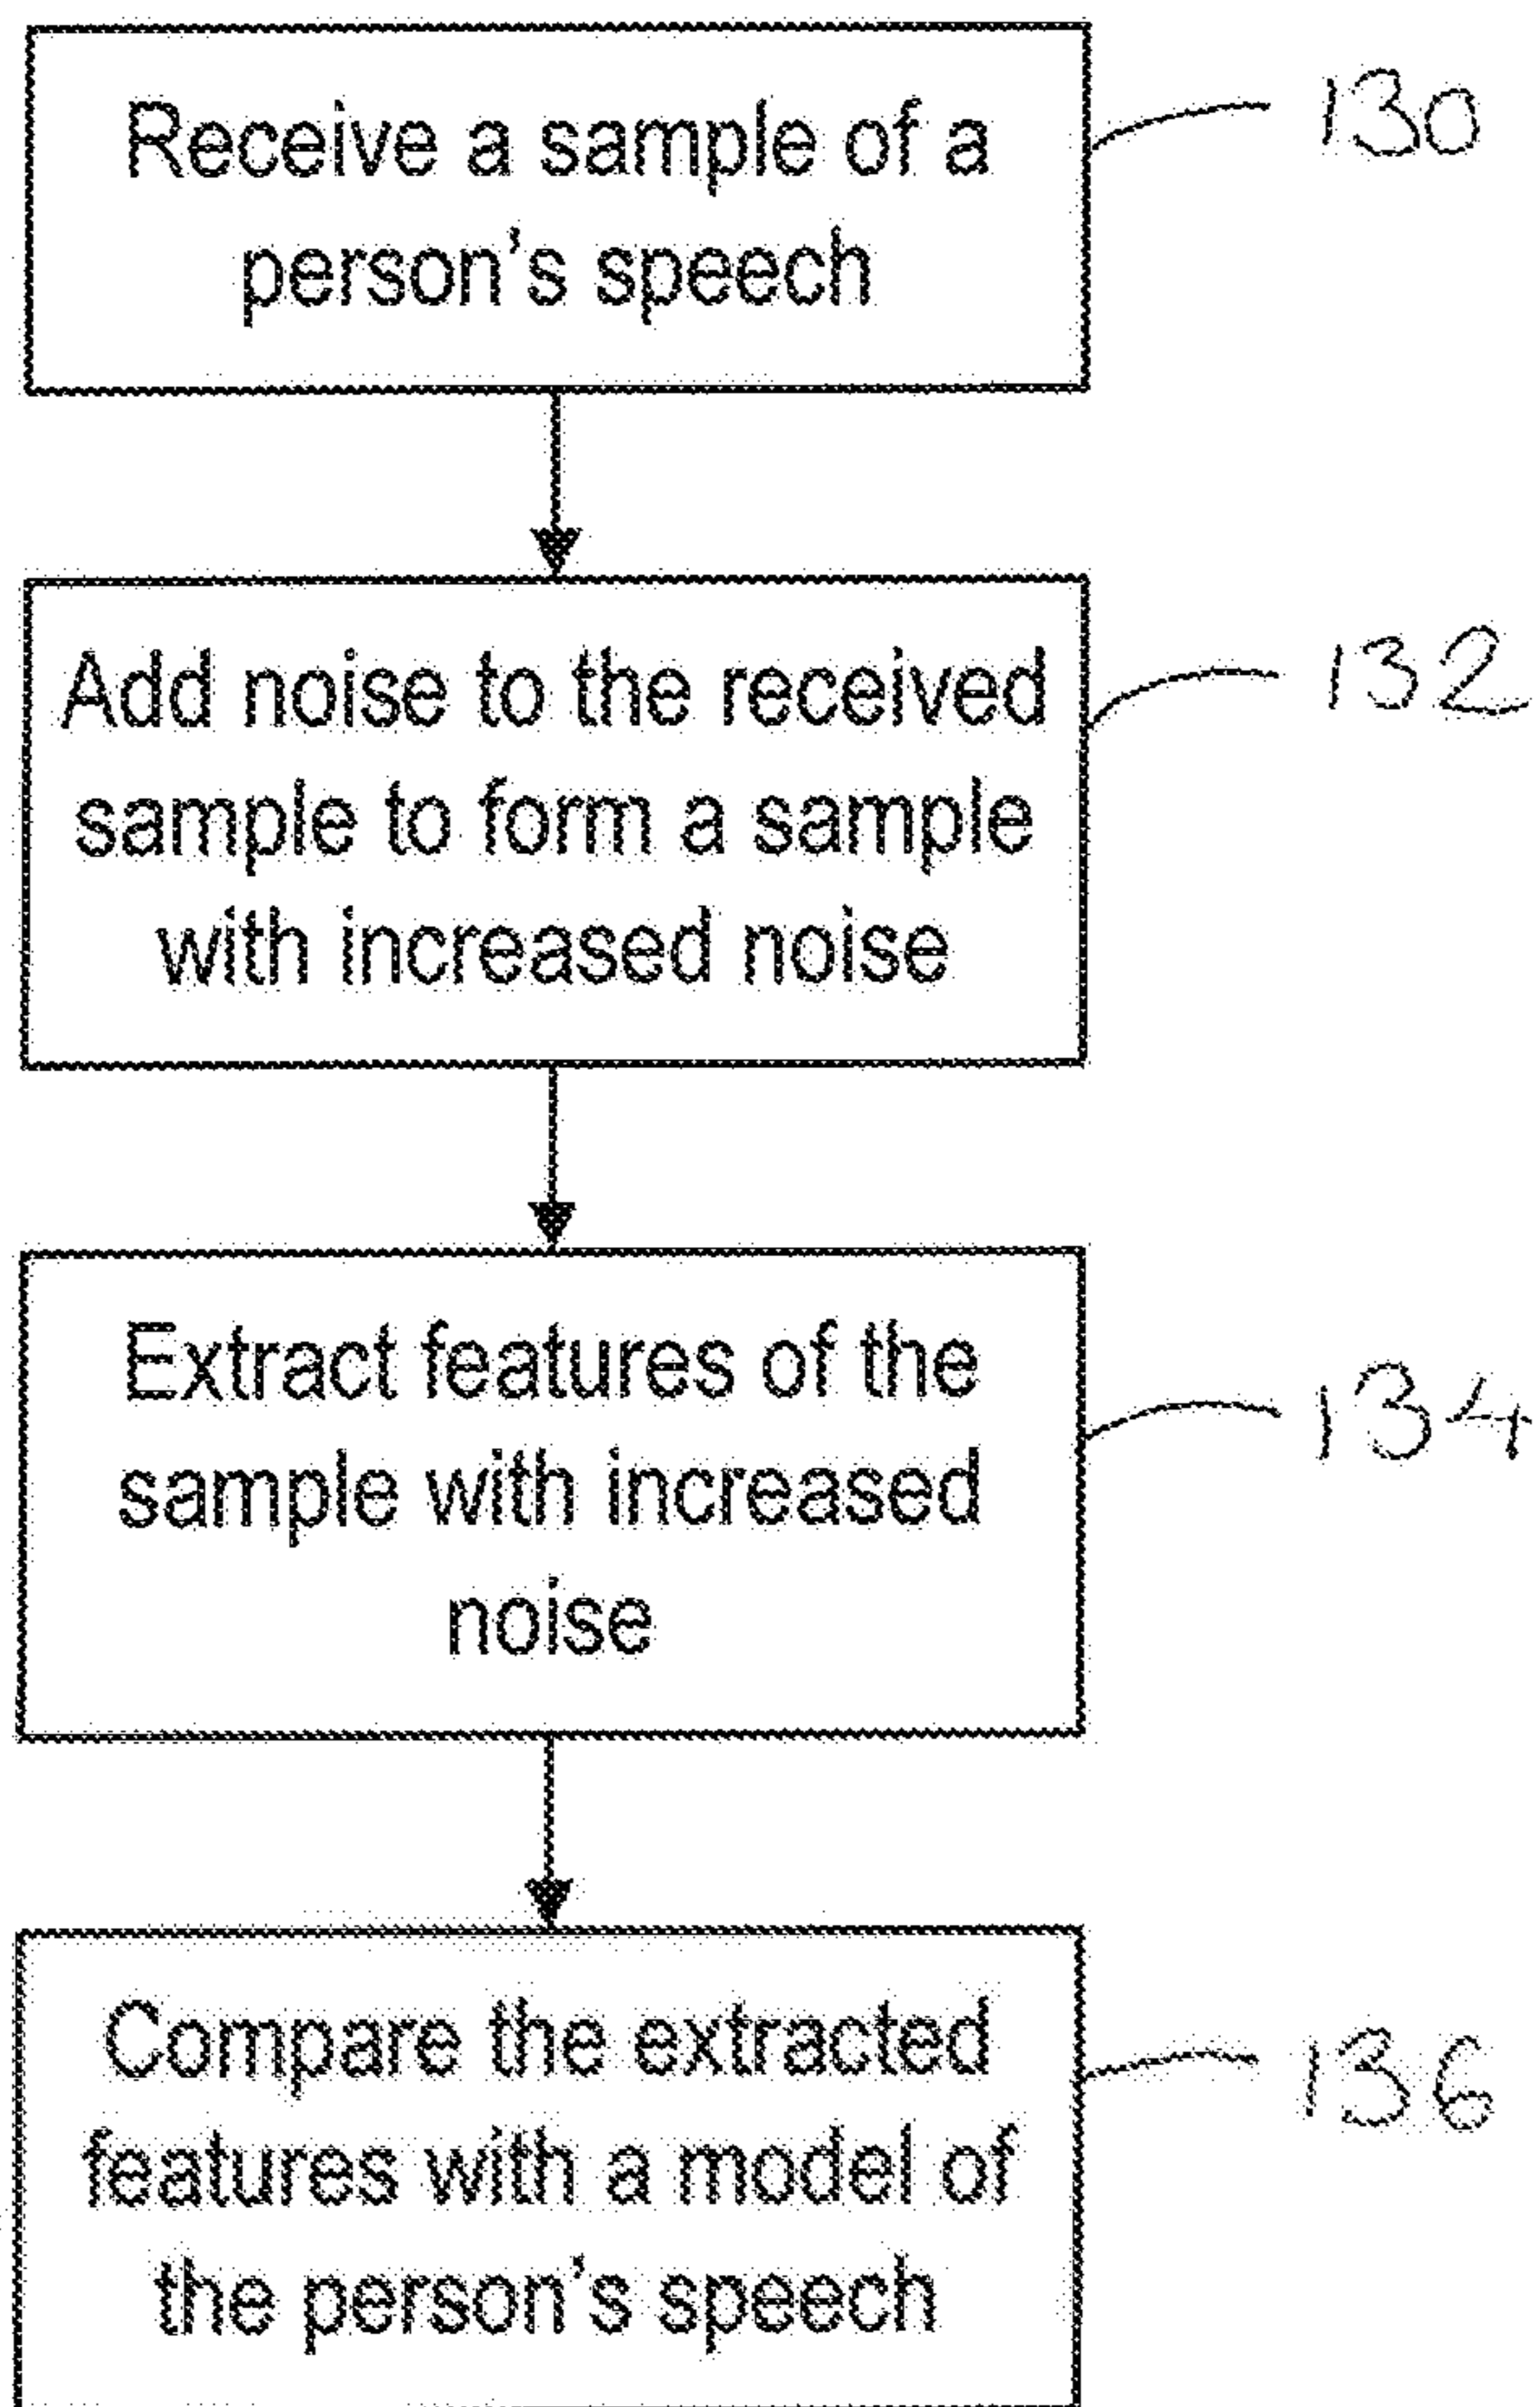 Receive a sample of a
person's speech
130
Add noise to the received
sample to form a sample
with increased noise
132
Extract features of the
sample with increased
noise
134
Compare the extracted
features with a model of
the person's speech
136